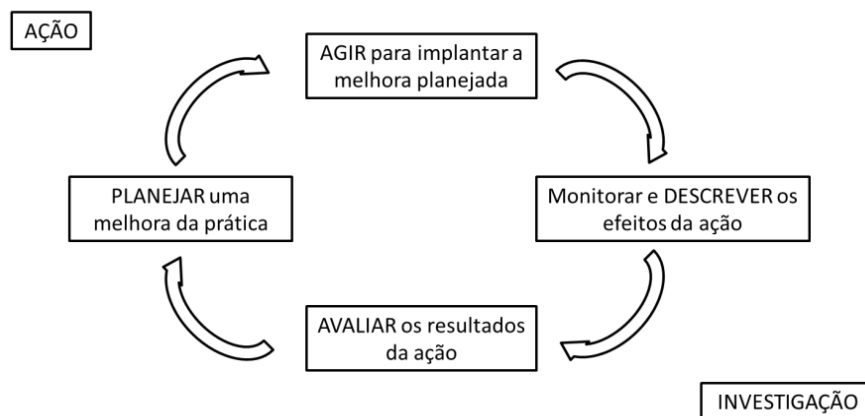 AÇÃO
AGIR para implantar a
melhora planejada
PLANEJAR uma
melhora da prática
Monitorar e DESCREVER os
efeitos da ação
AVALIAR os resultados
da ação
INVESTIGAÇÃO